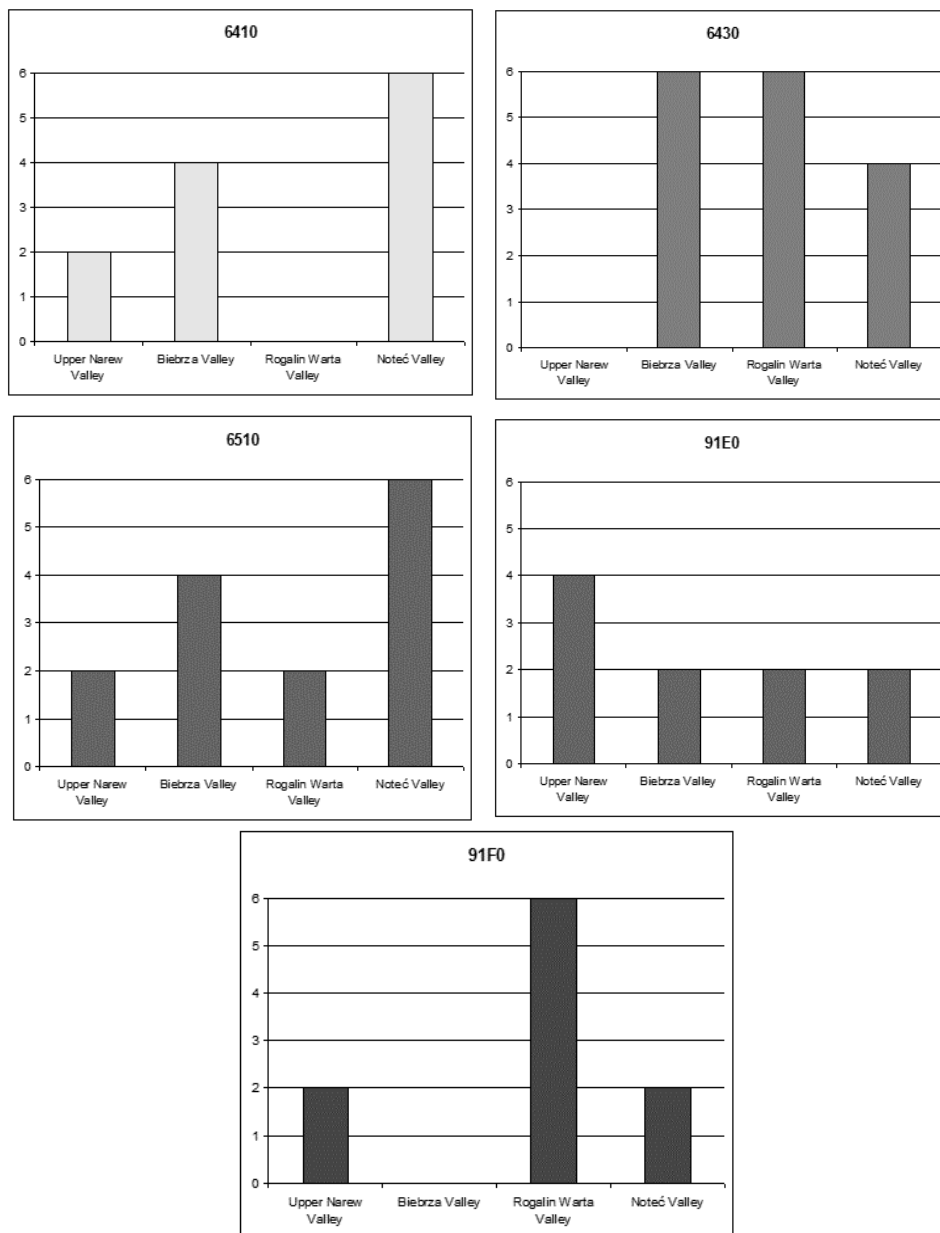 6410
6
5
4
3
2
1
0
Upper Narew
Valley
Biebrza Valley
Rogalin Warta
Valley
Noteć Valley
6430
6
5
4
3
2
1
0
Upper Narew
Valley
Biebrza Valley
Rogalin Warta
Valley
Noteć Valley
6510
6
5
4
3
2
1
0
Upper Narew
Valley
Biebrza Valley
Rogalin Warta
Valley
Noteć Valley
91E0
6
5
4
3
2
1
0
Upper Narew
Valley
Biebrza Valley
Rogalin Warta
Valley
Noteć Valley
91F0
6
5
4
3
2
1
0
Upper Narew
Valley
Biebrza Valley
Rogalin Warta
Valley
Noteć Valley